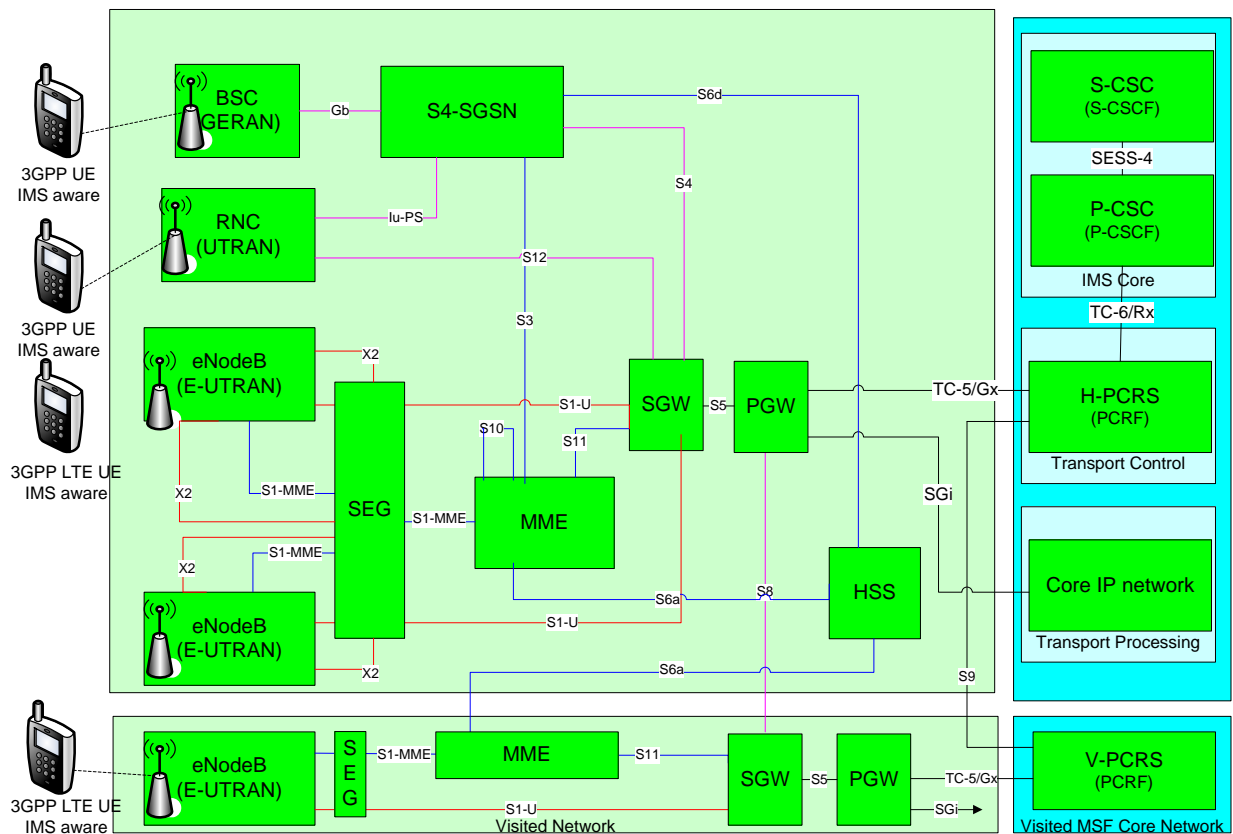 BSC
(GERAN)
Gb
S4-SGSN
S6d
S-CSC
(S-CSCF)
SESS-4
3GPP UE
IMS aware
S4
P-CSC
(P-CSCF)
IMS Core
RNC
(UTRAN)
Iu-PS
S12
TC-6/Rx
3GPP UE
IMS aware
S3
eNodeB
(E-UTRAN)
X2
SGW
S5
PGW
TC-5/Gx
H-PCRS
(PCRF)
Transport Control
S1-U
S10
S11
3GPP LTE UE
IMS aware
X2
S1-MME
SEG
S1-MME
MME
SGi
S1-MME
X2
S6a
S8
HSS
Core IP network
Transport Processing
eNodeB
(E-UTRAN)
S1-U
X2
S6a
S9
3GPP LTE UE
IMS aware
eNodeB
(E-UTRAN)
S
E
G
S1-MME
MME
S11
SGW
S5
PGW
TC-5/Gx
SGi
V-PCRS
(PCRF)
S1-U
Visited Network
Visited MSF Core Network